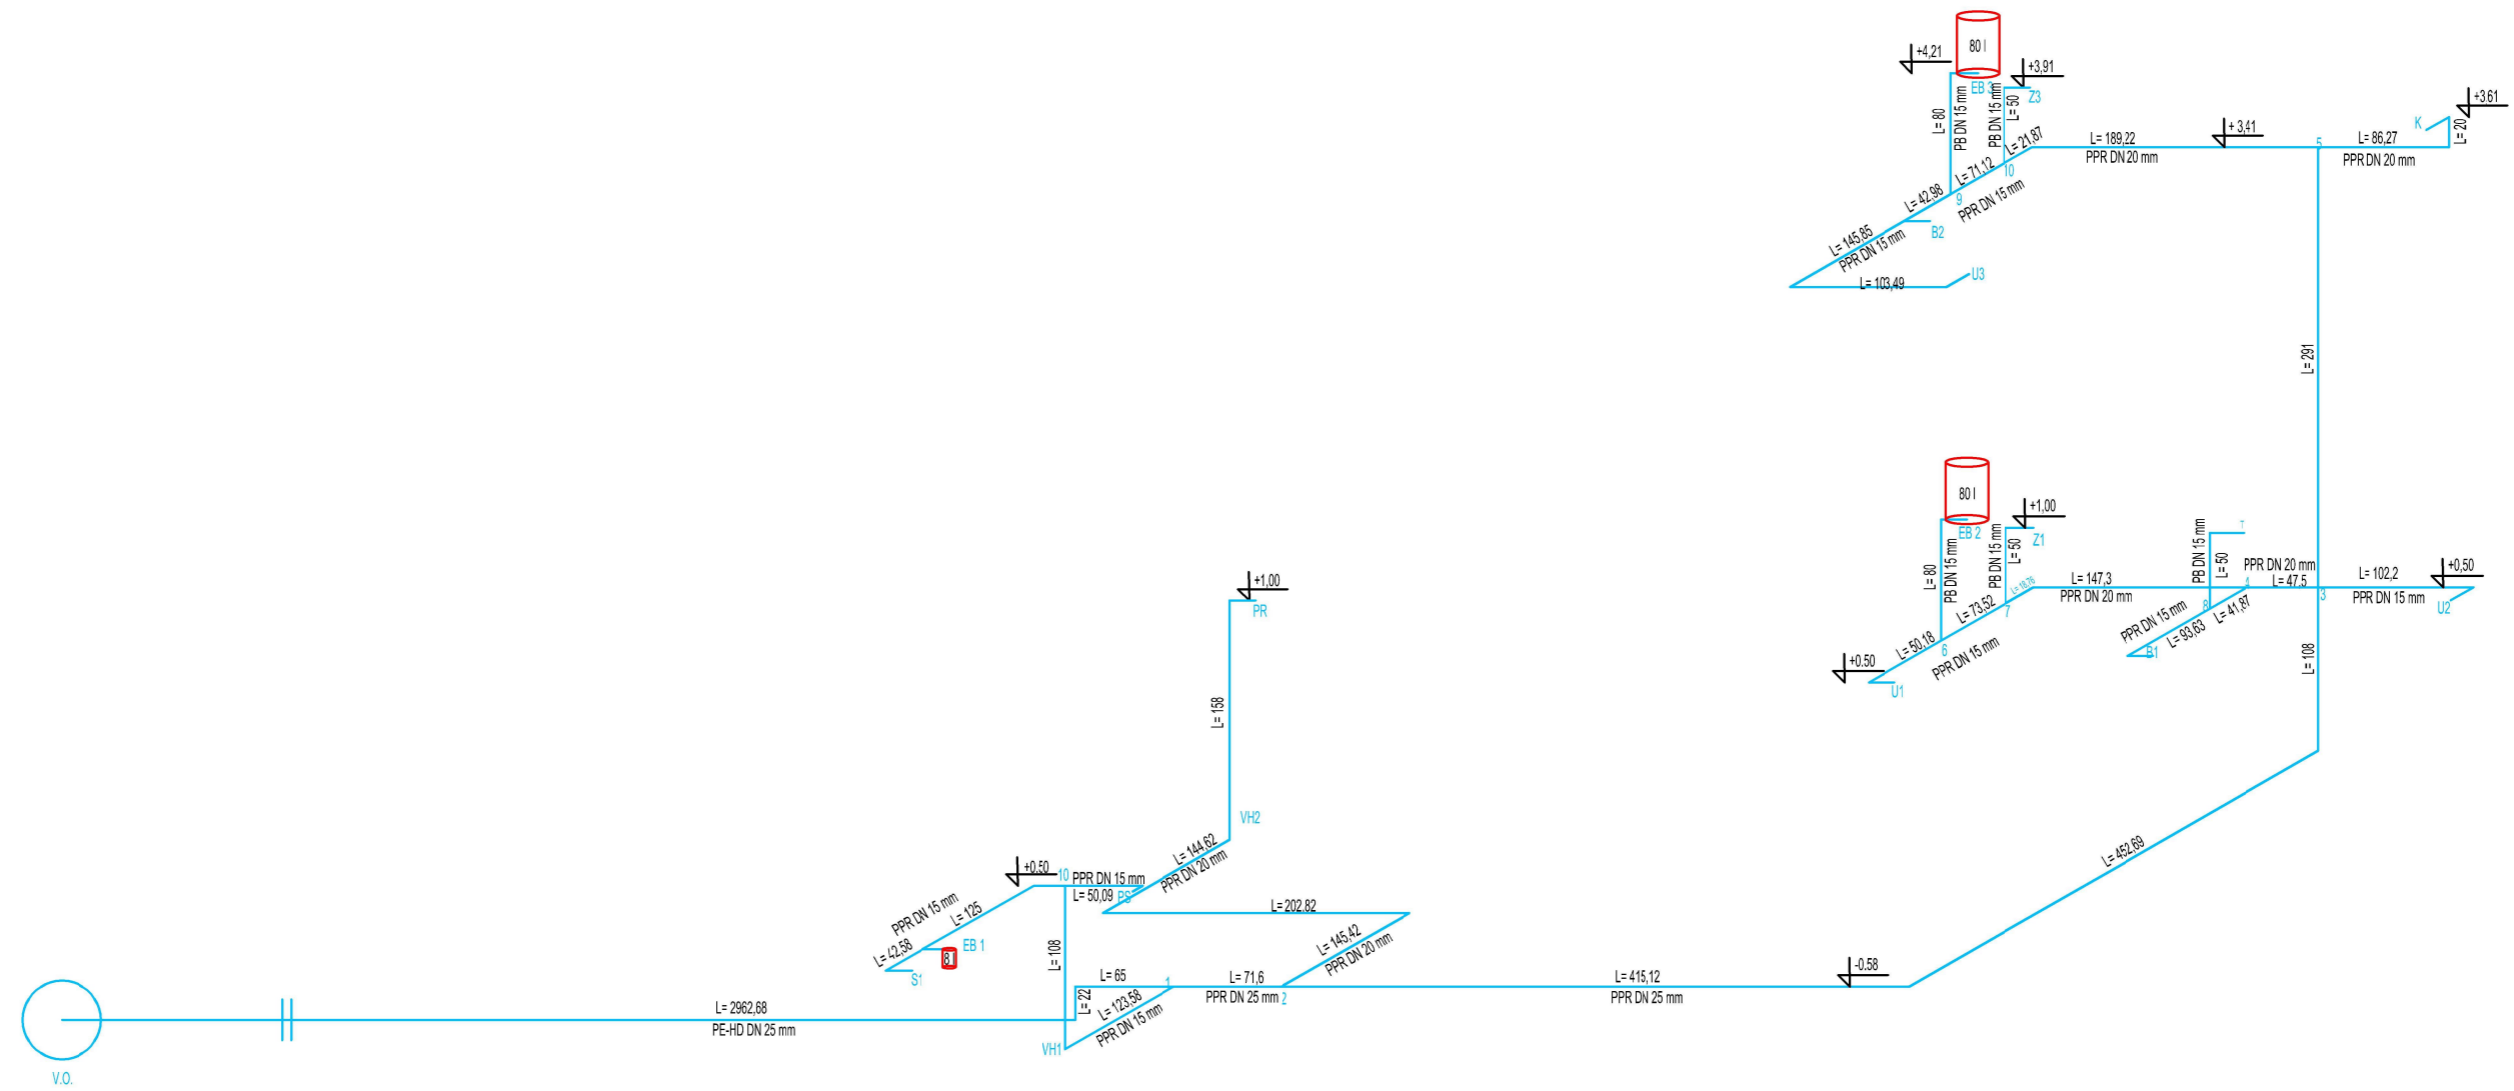 80 l
+4,21
+3,91
EB 3
Z3
+3.61
K
L= 20
L= 80
PB DN 15 mm
PB DN 15 mm
L= 50
L= 21,87
L= 189,22
PPR DN 20 mm
+ 3,41
5
L= 86,27
PPR DN 20 mm
10
L= 71,12
L= 42,98
9
PPR DN 15 mm
B2
L= 145,85
PPR DN 15 mm
U3
L= 103,49
L= 291
80 l
EB 2
+1,00
Z1
L= 80
PB DN 15 mm
PB DN 15 mm
L= 50
L= 18,76
L= 147,3
PPR DN 20 mm
PB DN 15 mm
L= 50
T
PPR DN 20 mm
4
L= 47,5
L= 102,2
+0,50
PPR DN 15 mm
3
U2
7
L= 73,52
8
L= 41,87
PPR DN 15 mm
L= 93,63
B1
L= 50,18
6
PPR DN 15 mm
+0.50
U1
L= 108
+1,00
PR
L= 158
VH2
L= 144,62
PPR DN 20 mm
+0.50
10
PPR DN 15 mm
L= 50,09
PS
PPR DN 15 mm
L= 125
L= 202,82
L= 42,58
EB 1
8 l
S1
L= 108
L= 145,42
PPR DN 20 mm
L= 452,69
L= 65
1
L= 71,6
PPR DN 25 mm
2
L= 415,12
PPR DN 25 mm
-0.58
L= 22
L= 123,58
PPR DN 15 mm
L= 2962,68
PE-HD DN 25 mm
VH1
V.O.